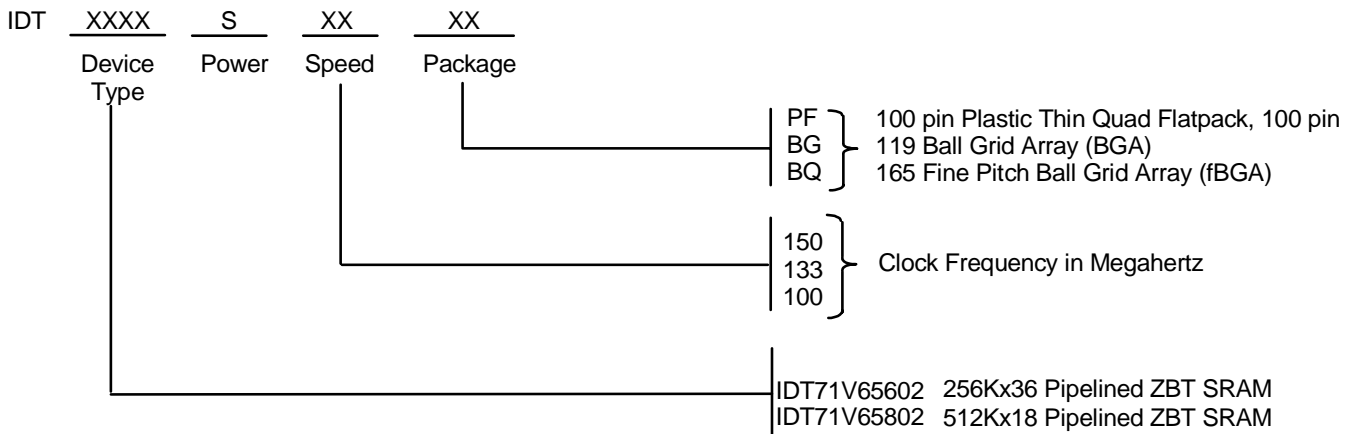 IDT XXXX S XX XX
Device Type Power Speed Package
PF 100 pin Plastic Thin Quad Flatpack, 100 pin
BG 119 Ball Grid Array (BGA)
BQ 165 Fine Pitch Ball Grid Array (fBGA)
150
133 Clock Frequency in Megahertz
100
IDT71V65602 256Kx36 Pipelined ZBT SRAM
IDT71V65802 512Kx18 Pipelined ZBT SRAM